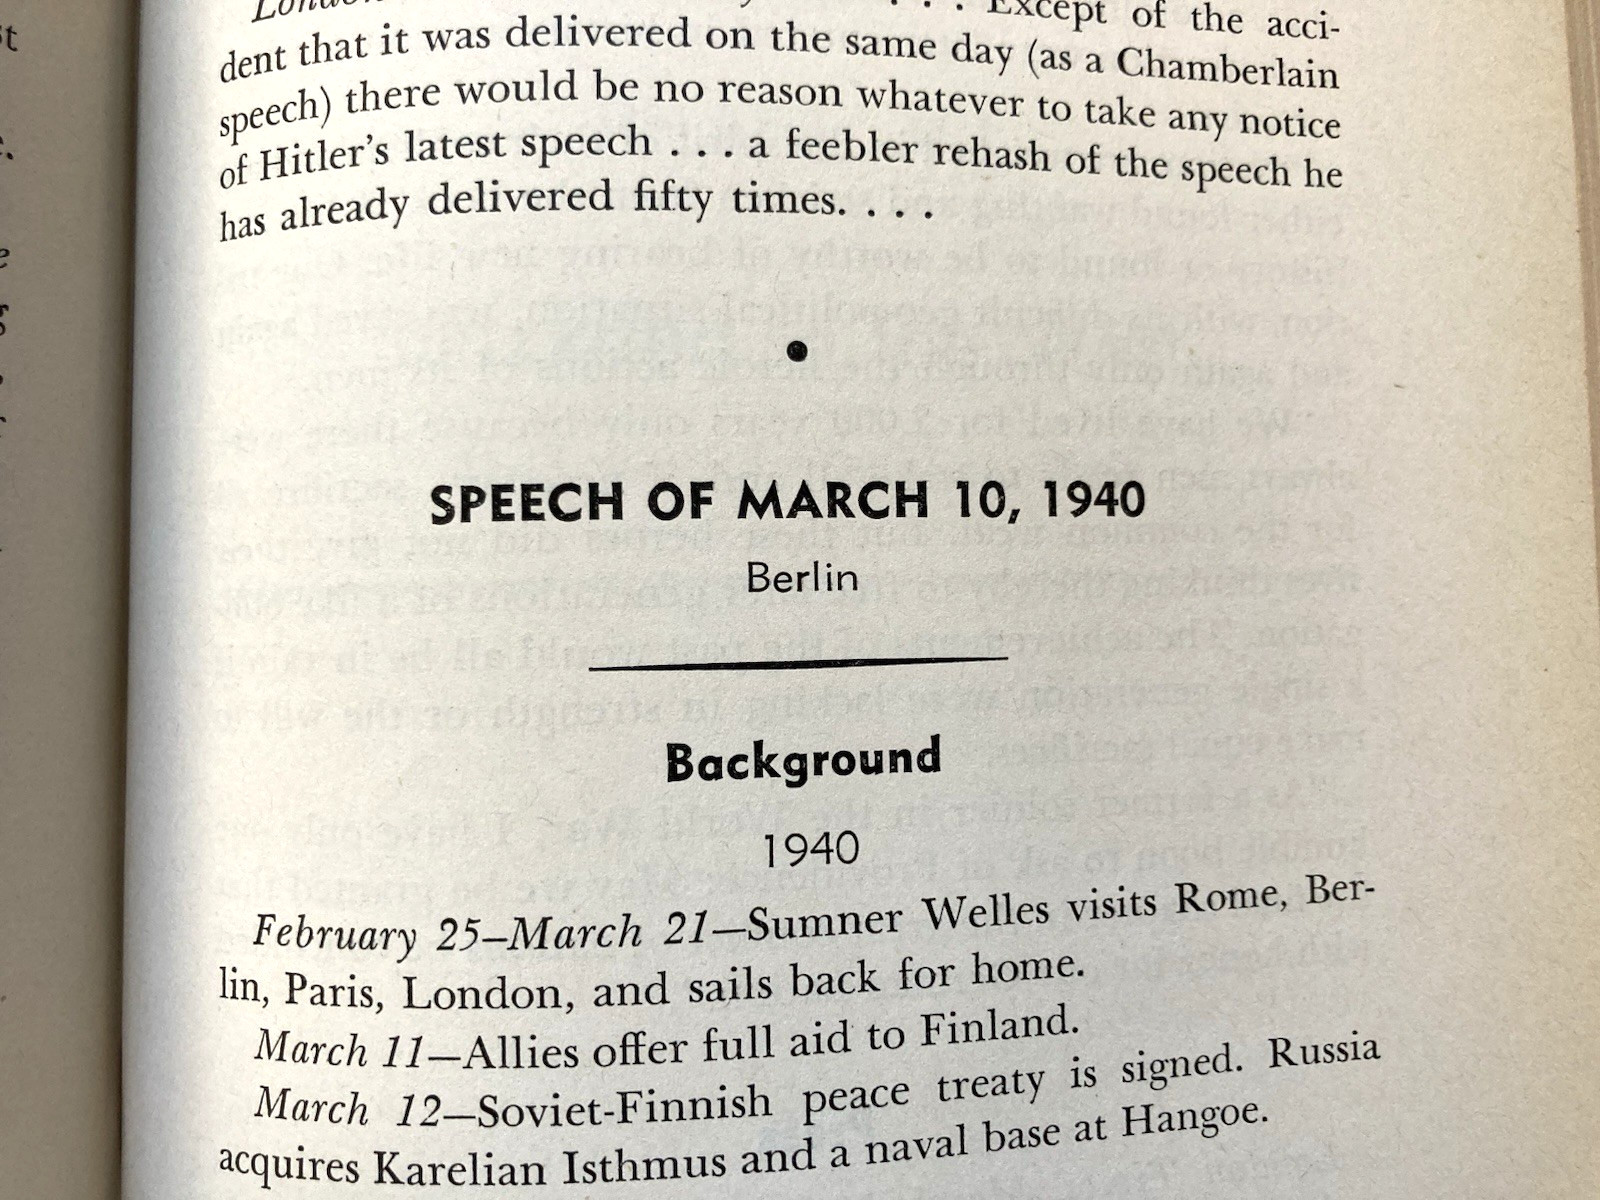 London
. . . Except of the acci-
dent that it was delivered on the same day (as a Chamberlain
speech) there would be no reason whatever to take any notice
of Hitler's latest speech . . . a feebler rehash of the speech he
has already delivered fifty times. . . .
•
SPEECH OF MARCH 10, 1940
Berlin
Background
1940
February 25–March 21—Sumner Welles visits Rome, Ber-
lin, Paris, London, and sails back for home.
March 11—Allies offer full aid to Finland.
March 12—Soviet-Finnish peace treaty is signed. Russia
acquires Karelian Isthmus and a naval base at Hangoe.